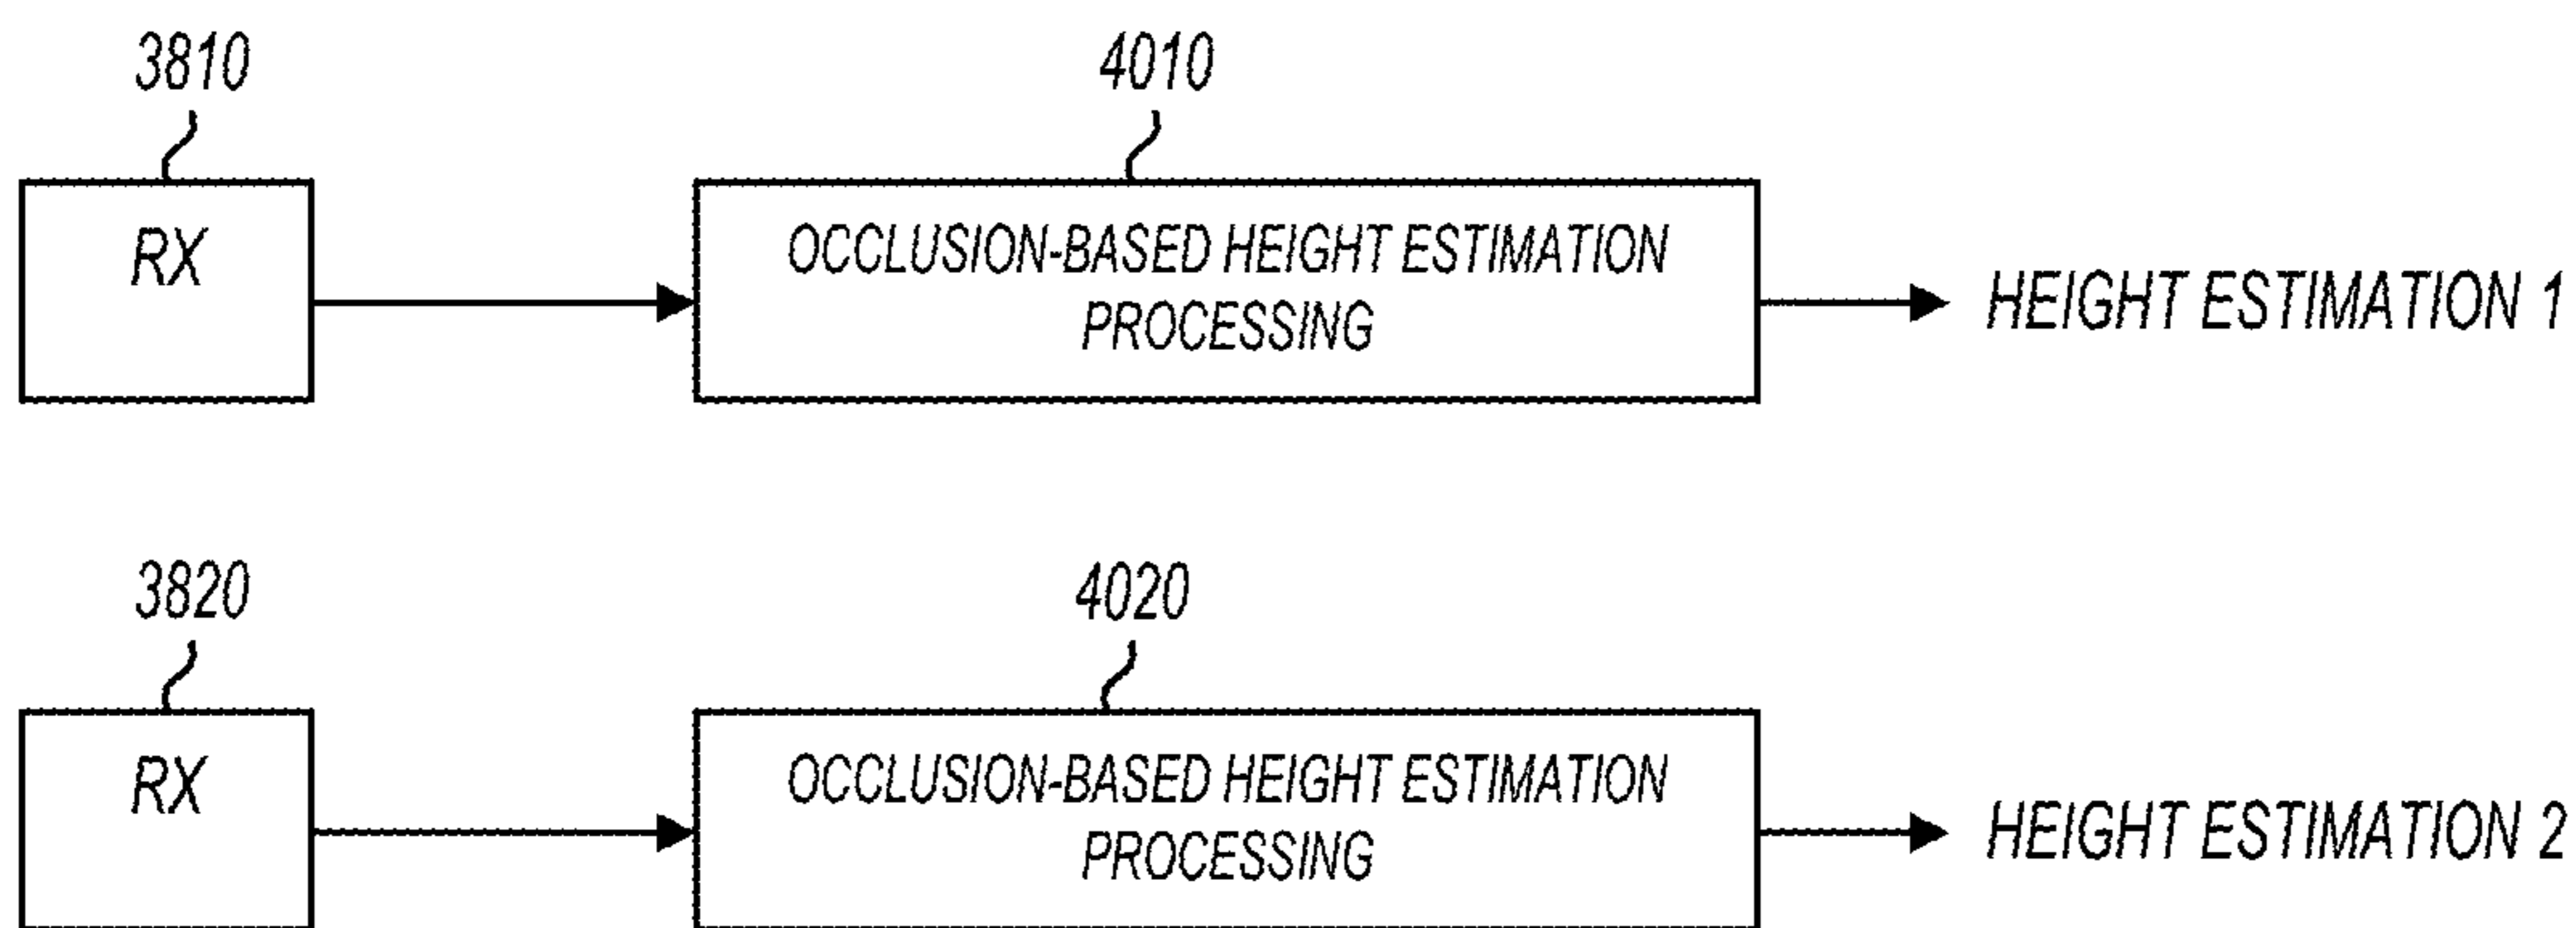 3810
4010
RX
OCCLUSION-BASED HEIGHT ESTIMATION
PROCESSING
HEIGHT ESTIMATION 1
3820
4020
RX
OCCLUSION-BASED HEIGHT ESTIMATION
PROCESSING
HEIGHT ESTIMATION 2